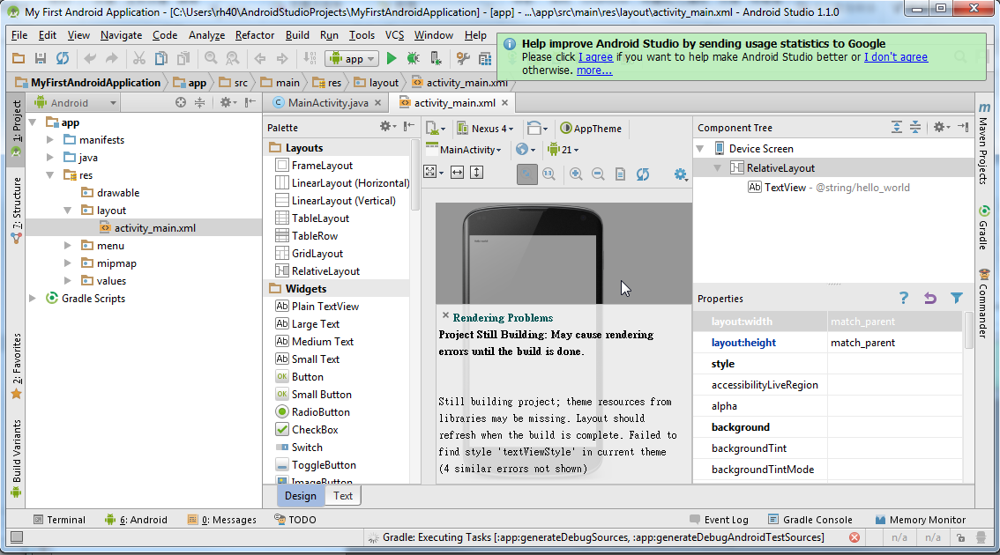 My First Android Application - [C:\Users\rh40\AndroidStudioProjects\MyFirstAndroidApplication] - [app] - ...\app\src\main\res\layout\activity_main.xml - Android Studio 1.1.0
File Edit View Navigate Code Analyze Refactor Build Run Tools VCS Window Help
Help improve Android Studio by sending usage statistics to Google
Please click I agree if you want to help make Android Studio better or I don't agree
otherwise. more...
app
MyFirstAndroidApplication app src main res layout activity_main.xml
1: Project
7: Structure
2: Favorites
Build Variants
Android
app
manifests
java
res
drawable
layout
activity_main.xml
menu
mipmap
values
Gradle Scripts
MainActivity.java activity_main.xml
Palette
Layouts
FrameLayout
LinearLayout (Horizontal)
LinearLayout (Vertical)
TableLayout
TableRow
GridLayout
RelativeLayout
Widgets
Ab Plain TextView
Ab Large Text
Ab Medium Text
Ab Small Text
OK Button
OK Small Button
RadioButton
CheckBox
Switch
ToggleButton
ImageButton
Nexus 4 AppTheme
MainActivity 21
Rendering Problems
Project Still Building: May cause rendering
errors until the build is done.
Still building project; theme resources from
libraries may be missing. Layout should
refresh when the build is complete. Failed to
find style 'textViewStyle' in current theme
(4 similar errors not shown)
Design Text
Component Tree
Device Screen
RelativeLayout
Ab TextView - @string/hello_world
Properties
layout:width match_parent
layout:height match_parent
style
accessibilityLiveRegion
alpha
background
backgroundTint
backgroundTintMode
Maven Projects
Gradle
Commander
Terminal 6: Android 0: Messages TODO Event Log Gradle Console Memory Monitor
Gradle: Executing Tasks [:app:generateDebugSources, :app:generateDebugAndroidTestSources] n/a n/a